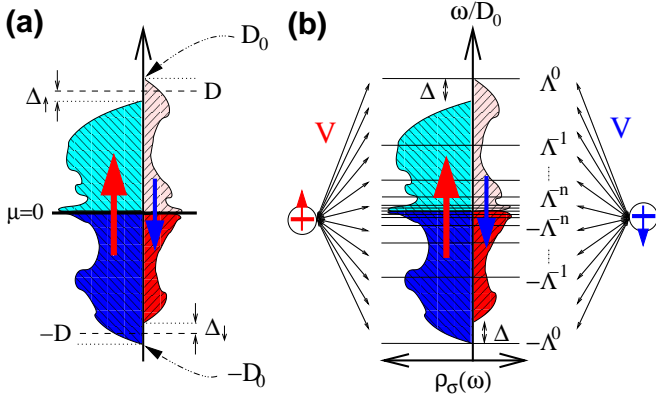 (a)
D₀
D
Δ↑
μ=0
−D
Δ↓
−D₀
(b)
ω/D₀
Δ
Λ⁰
V
V
Λ⁻¹
...
Λ⁻ⁿ
−Λ⁻ⁿ
...
−Λ⁻¹
Δ
−Λ⁰
ρσ(ω)